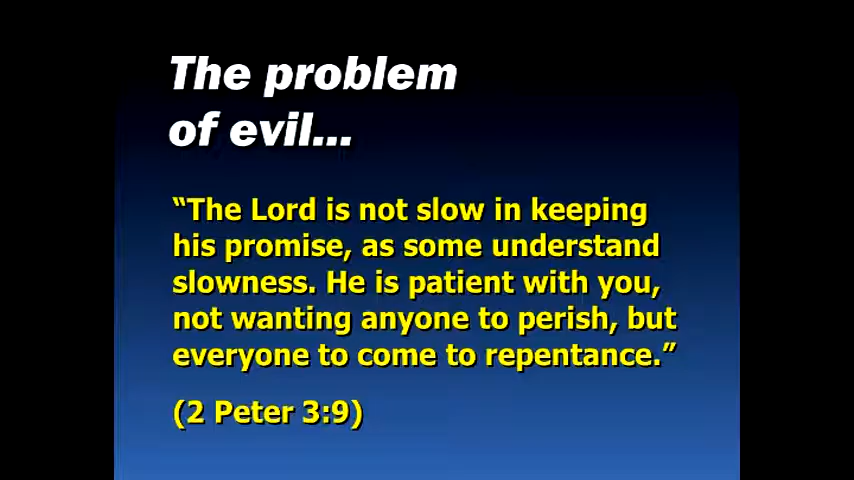 The problem
of evil...
“The Lord is not slow in keeping
his promise, as some understand
slowness. He is patient with you,
not wanting anyone to perish, but
everyone to come to repentance.”
(2 Peter 3:9)